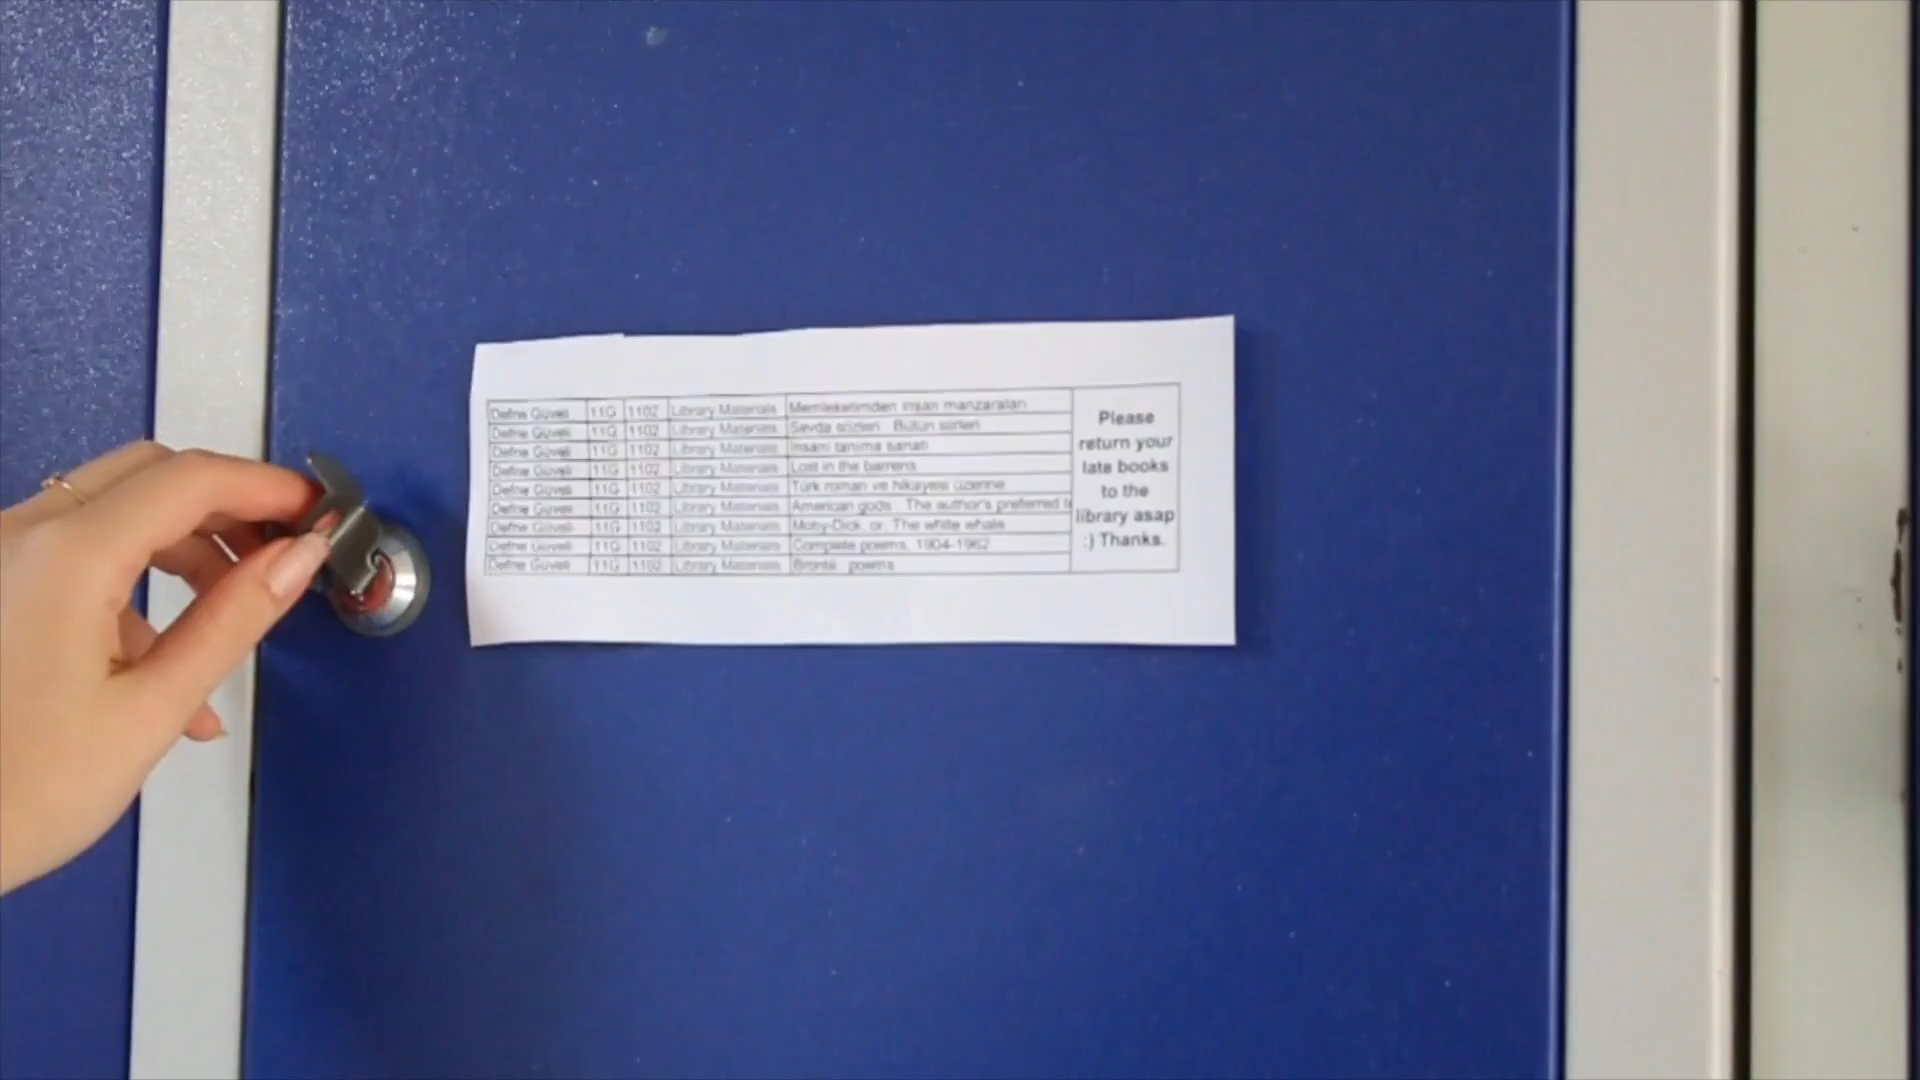 Defne Güveli 11G 1102 Library Materials Memleketimden insan manzaraları
Defne Güveli 11G 1102 Library Materials Sevda sözleri Bütün şiirleri
Defne Güveli 11G 1102 Library Materials İnsanı tanıma sanatı
Defne Güveli 11G 1102 Library Materials Lost in the barrens
Defne Güveli 11G 1102 Library Materials Türk roman ve hikayesi üzerine
Defne Güveli 11G 1102 Library Materials American gods The author's preferred te
Defne Güveli 11G 1102 Library Materials Moby-Dick, or, The white whale
Defne Güveli 11G 1102 Library Materials Complete poems, 1904-1962
Defne Güveli 11G 1102 Library Materials Brontë poems
Please
return your
late books
to the
library asap
:) Thanks.